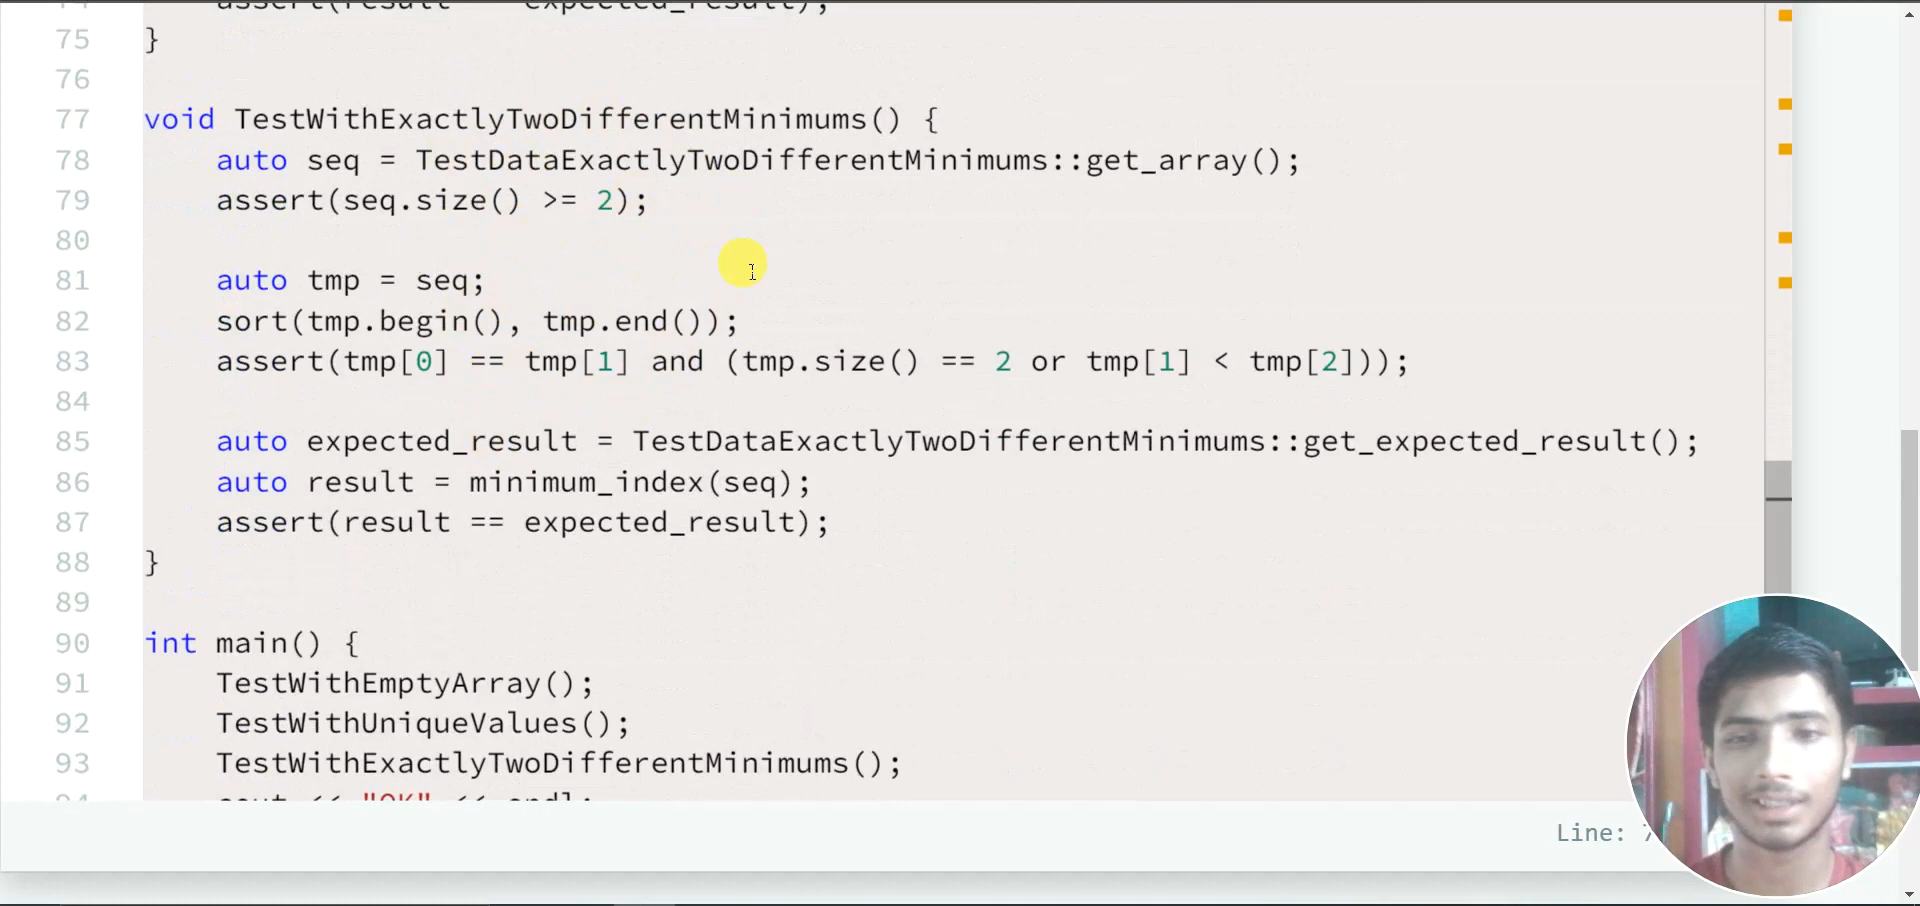 75 }
76
77 void TestWithExactlyTwoDifferentMinimums() {
78 auto seq = TestDataExactlyTwoDifferentMinimums::get_array();
79 assert(seq.size() >= 2);
80
81 auto tmp = seq;
82 sort(tmp.begin(), tmp.end());
83 assert(tmp[0] == tmp[1] and (tmp.size() == 2 or tmp[1] < tmp[2]));
84
85 auto expected_result = TestDataExactlyTwoDifferentMinimums::get_expected_result();
86 auto result = minimum_index(seq);
87 assert(result == expected_result);
88 }
89
90 int main() {
91 TestWithEmptyArray();
92 TestWithUniqueValues();
93 TestWithExactlyTwoDifferentMinimums();
Line: